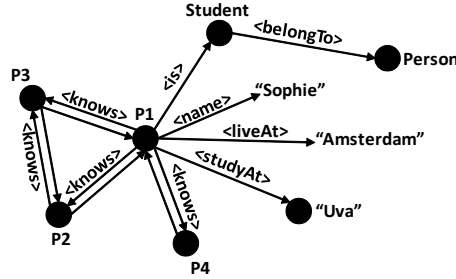 Student
<belongTo>
Person
P3
<knows>
P1
<is>
<name>
“Sophie”
<liveAt>
“Amsterdam”
<knows>
<knows>
<studyAt>
<knows>
“Uva”
P2
P4